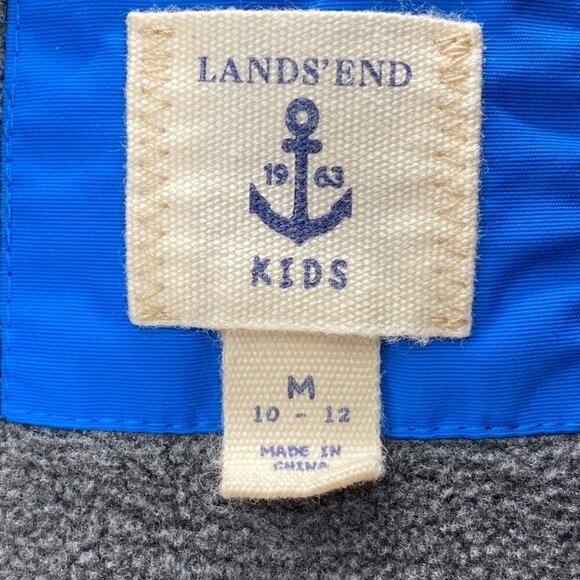 LANDS' END
19 63
KIDS
M
10 - 12
MADE IN
CHINA